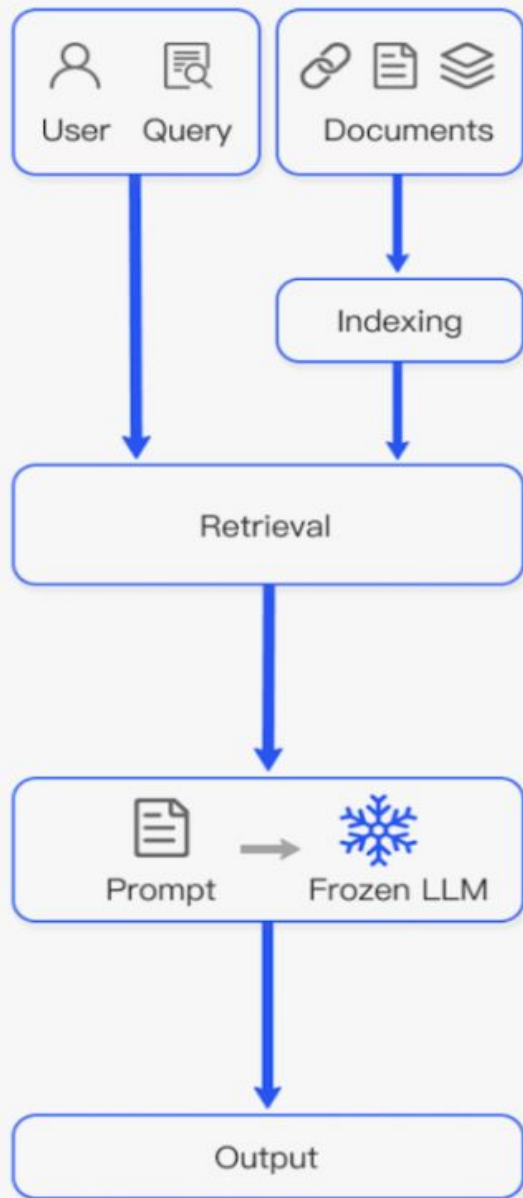 User Query
Documents
Indexing
Retrieval
Prompt
Frozen LLM
Output